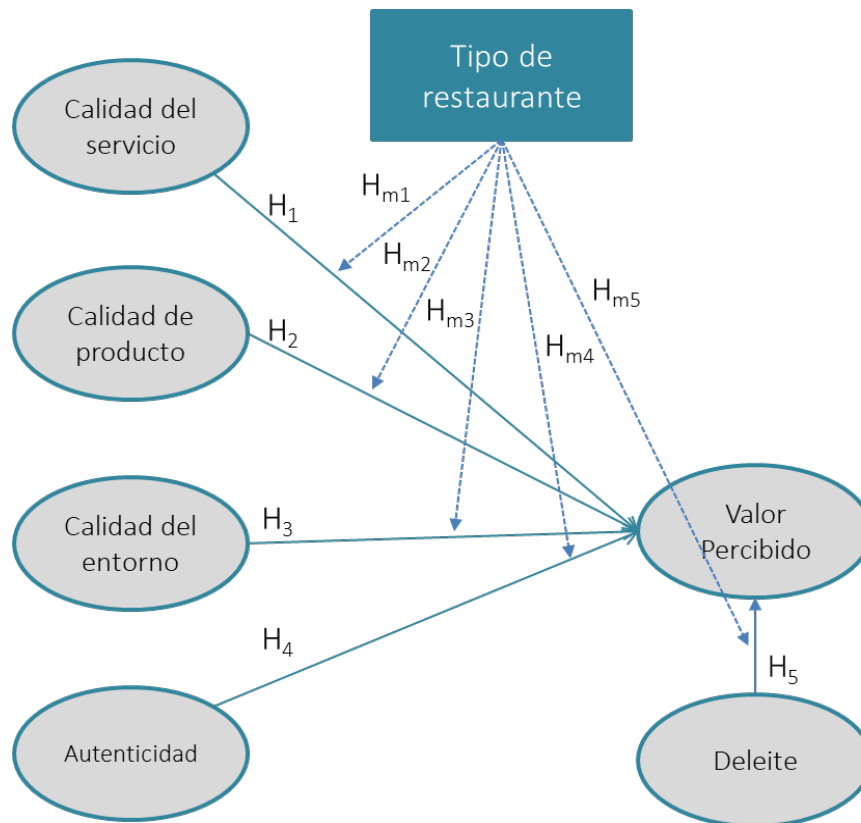 Tipo de
restaurante
Calidad del
servicio
H₁
Hₘ₁
Hₘ₂
Hₘ₃
Hₘ₄
Hₘ₅
Calidad de
producto
H₂
Calidad del
entorno
H₃
Valor
Percibido
H₄
H₅
Autenticidad
Deleite